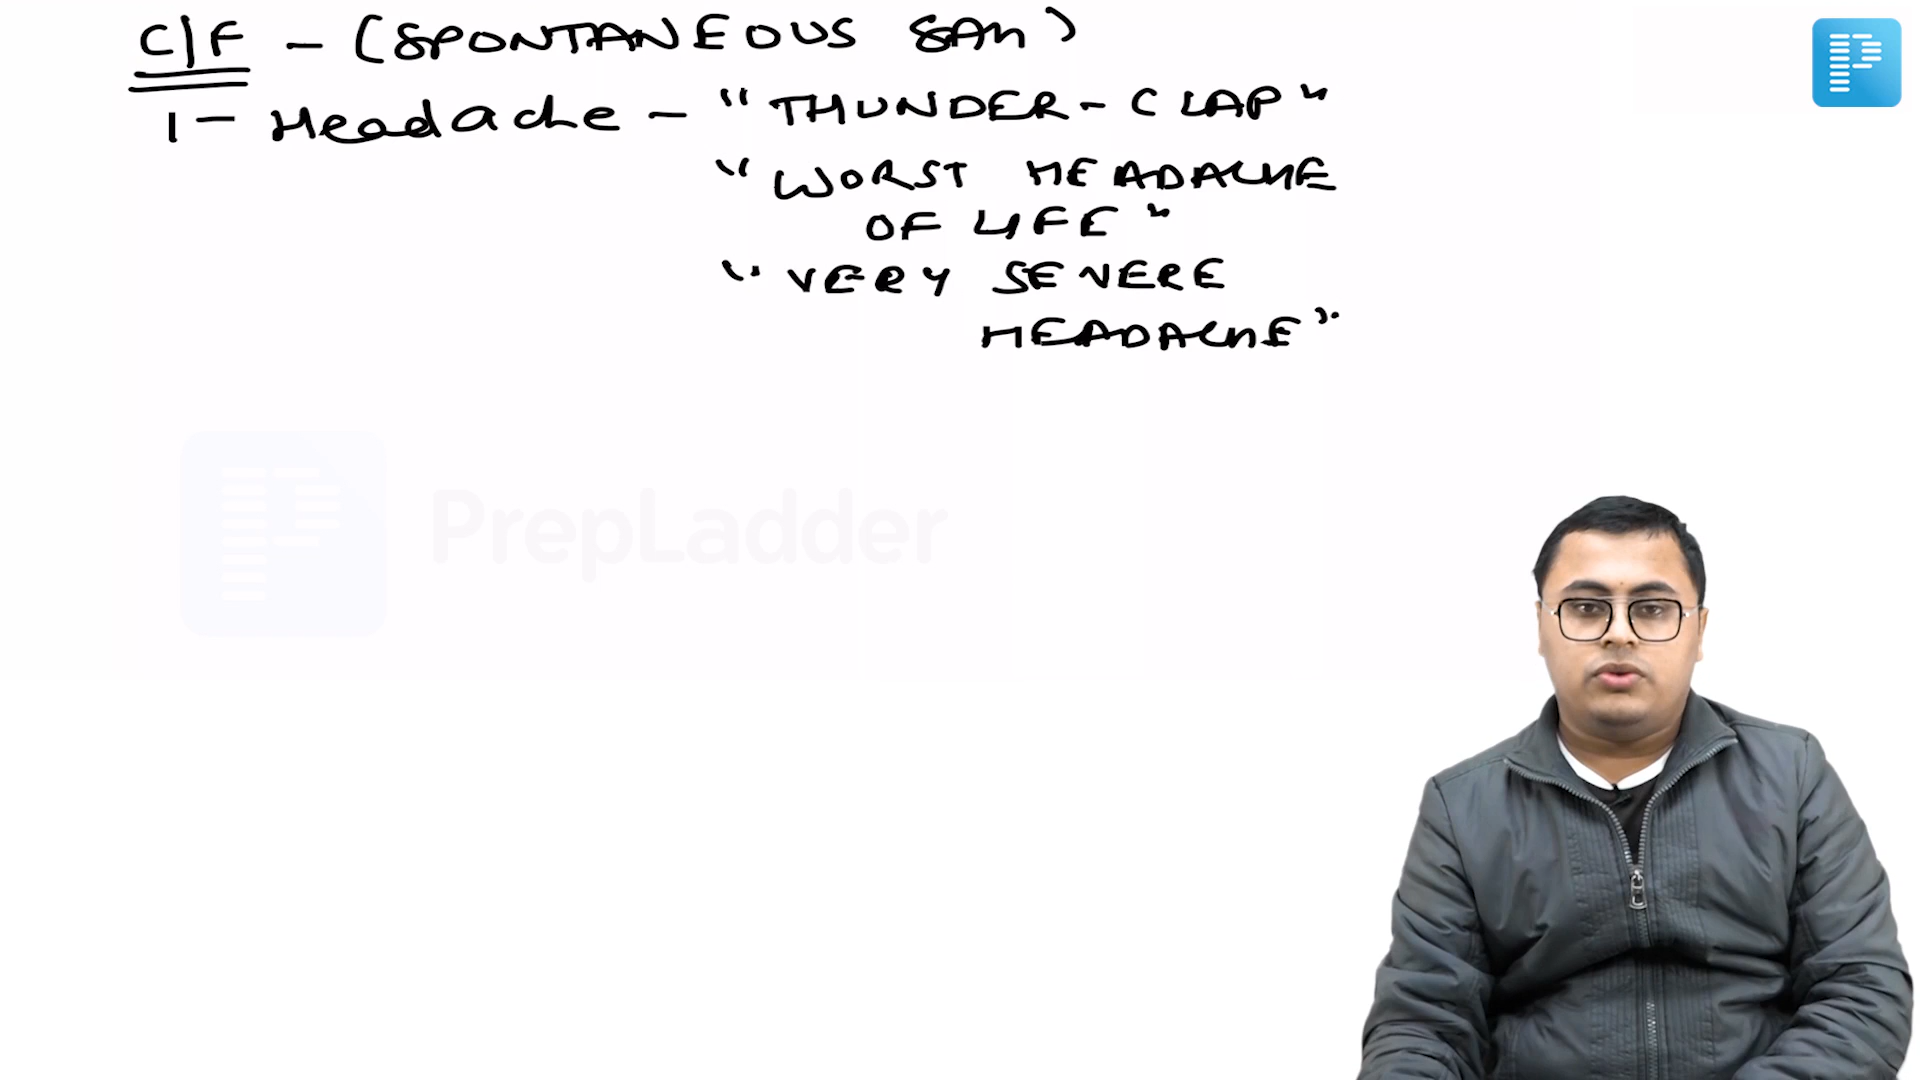 C/F - (SPONTANEOUS SAH)
1 - Headache - "THUNDER-CLAP"
"WORST HEADACHE
OF LIFE"
"VERY SEVERE
HEADACHE"
PrepLadder